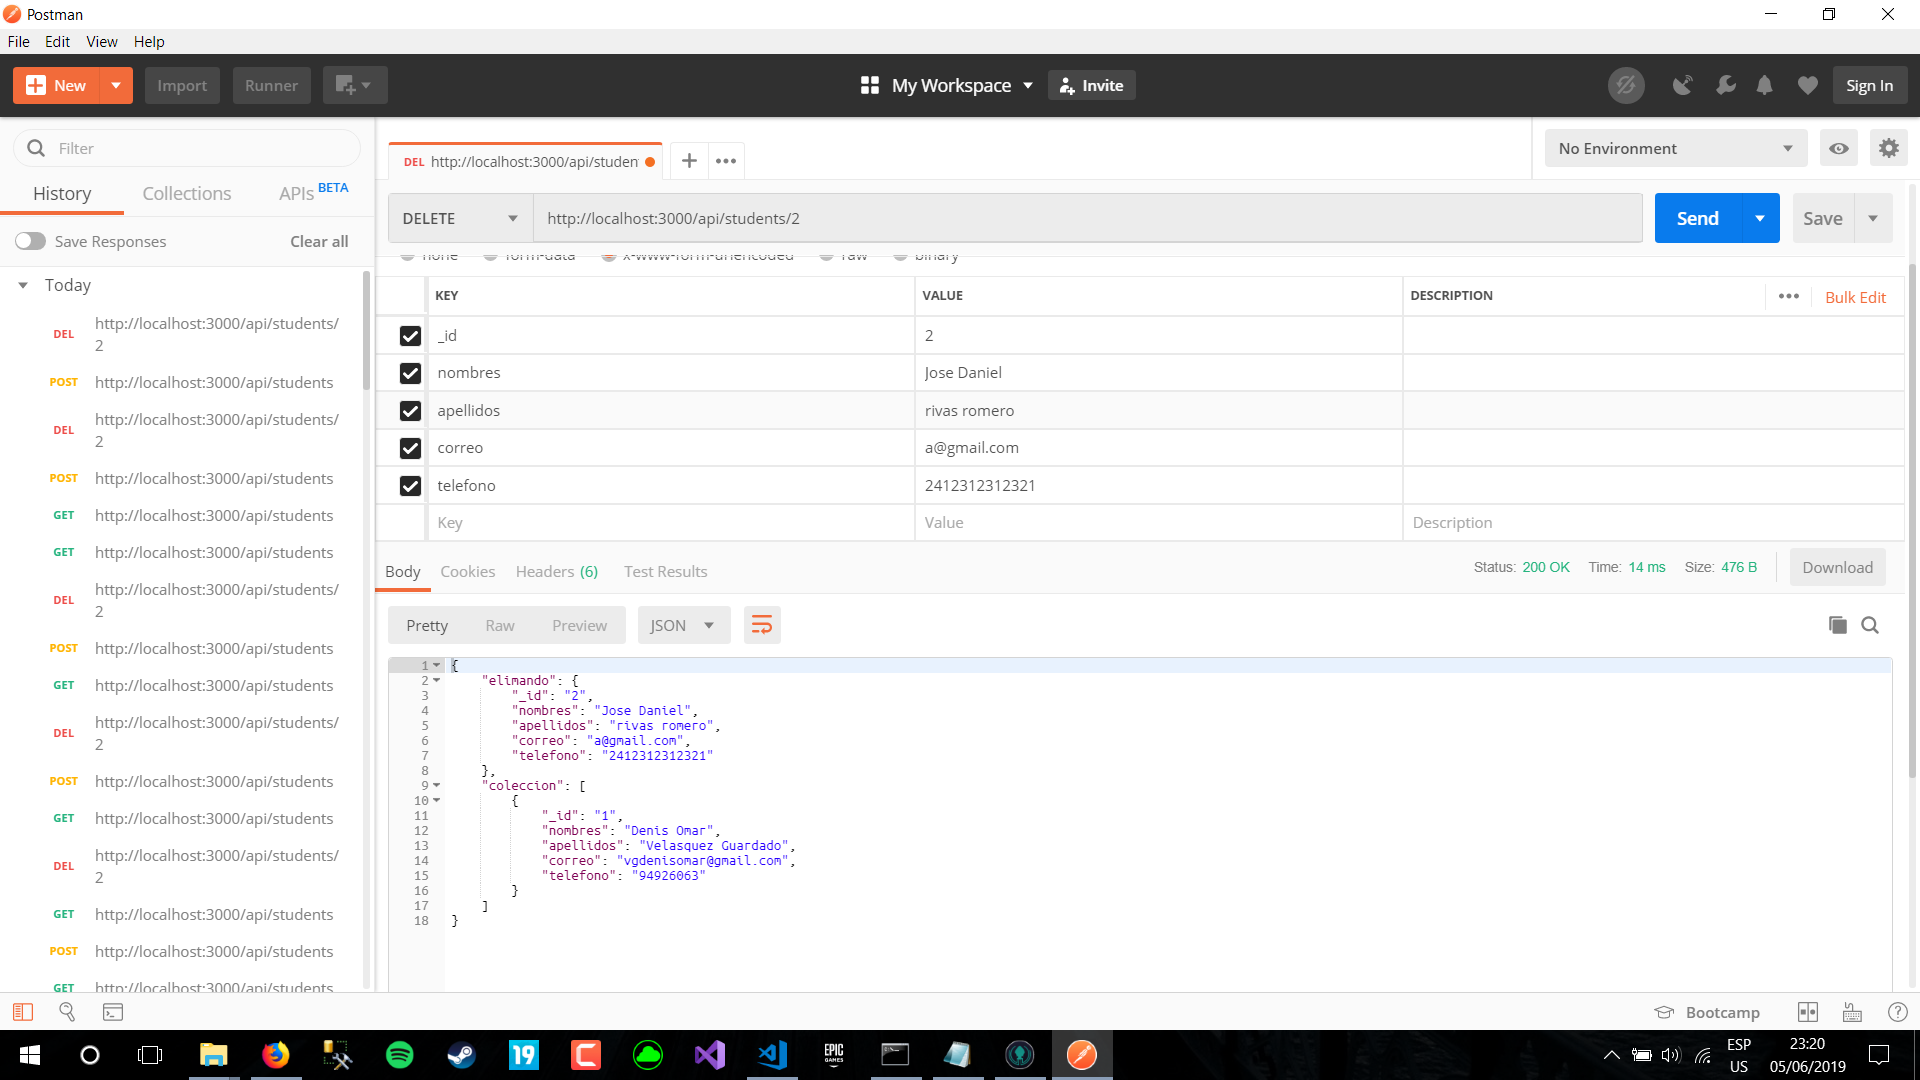 Postman
File Edit View Help
New Import Runner My Workspace Invite Sign In
Filter
History Collections APIs BETA
Save Responses Clear all
Today
DEL http://localhost:3000/api/students/
2
POST http://localhost:3000/api/students
DEL http://localhost:3000/api/students/
2
POST http://localhost:3000/api/students
GET http://localhost:3000/api/students
GET http://localhost:3000/api/students
DEL http://localhost:3000/api/students/
2
POST http://localhost:3000/api/students
GET http://localhost:3000/api/students
DEL http://localhost:3000/api/students/
2
POST http://localhost:3000/api/students
GET http://localhost:3000/api/students
DEL http://localhost:3000/api/students/
2
GET http://localhost:3000/api/students
POST http://localhost:3000/api/students
GET http://localhost:3000/api/students
DEL http://localhost:3000/api/studen
No Environment
DELETE http://localhost:3000/api/students/2 Send Save
none form-data x-www-form-urlencoded raw binary
KEY VALUE DESCRIPTION Bulk Edit
_id 2
nombres Jose Daniel
apellidos rivas romero
correo a@gmail.com
telefono 2412312312321
Key Value Description
Body Cookies Headers (6) Test Results Status: 200 OK Time: 14 ms Size: 476 B Download
Pretty Raw Preview JSON
1 {
2 "elimando": {
3 "_id": "2",
4 "nombres": "Jose Daniel",
5 "apellidos": "rivas romero",
6 "correo": "a@gmail.com",
7 "telefono": "2412312312321"
8 },
9 "coleccion": [
10 {
11 "_id": "1",
12 "nombres": "Denis Omar",
13 "apellidos": "Velasquez Guardado",
14 "correo": "vgdenisomar@gmail.com",
15 "telefono": "94926063"
16 }
17 ]
18 }
Bootcamp
19
EPIC
GAMES
ESP
US
23:20
05/06/2019